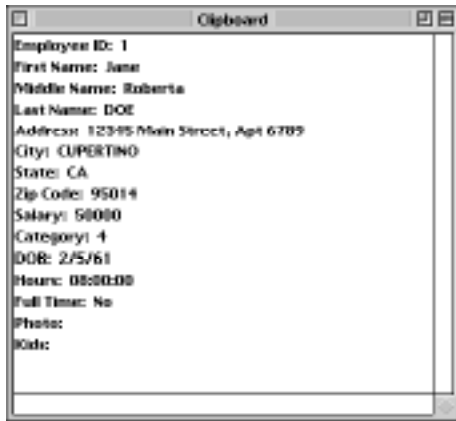 Clipboard
Employee ID: 1
First Name: Jane
Middle Name: Roberta
Last Name: DOE
Address: 12345 Main Street, Apt 6789
City: CUPERTINO
State: CA
Zip Code: 95014
Salary: 50000
Category: 4
DOB: 2/5/61
Hours: 08:00:00
Full Time: No
Photo:
Kids: